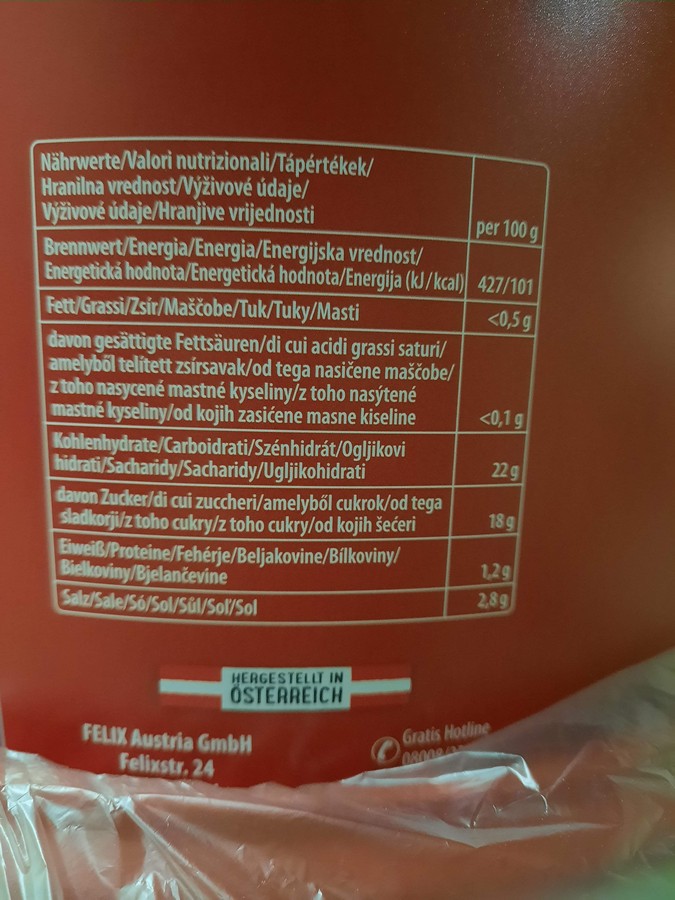 Nährwerte/Valori nutrizionali/Tápértékek/
Hranilna vrednost/Výživové údaje/
Výživové údaje/Hranjive vrijednosti
per 100 g
Brennwert/Energia/Energia/Energijska vrednost/
Energetická hodnota/Energetická hodnota/Energija (kJ/kcal)
427/101
Fett/Grassi/Zsír/Maščobe/Tuk/Tuky/Masti
<0,5 g
davon gesättigte Fettsäuren/di cui acidi grassi saturi/
amelyből telített zsírsavak/od tega nasičene maščobe/
z toho nasycené mastné kyseliny/z toho nasýtené
mastné kyseliny/od kojih zasićene masne kiseline
<0,1 g
Kohlenhydrate/Carboidrati/Szénhidrát/Ogljikovi
hidrati/Sacharidy/Sacharidy/Ugljikohidrati
22 g
davon Zucker/di cui zuccheri/amelyből cukrok/od tega
sladkorji/z toho cukry/z toho cukry/od kojih šećeri
18 g
Eiweiß/Proteine/Fehérje/Beljakovine/Bílkoviny/
Bielkoviny/Bjelančevine
1,2 g
Salz/Sale/Só/Sol/Sůl/Soľ/Sol
2,8 g
HERGESTELLT IN
ÖSTERREICH
FELIX Austria GmbH
Felixstr. 24
Gratis Hotline